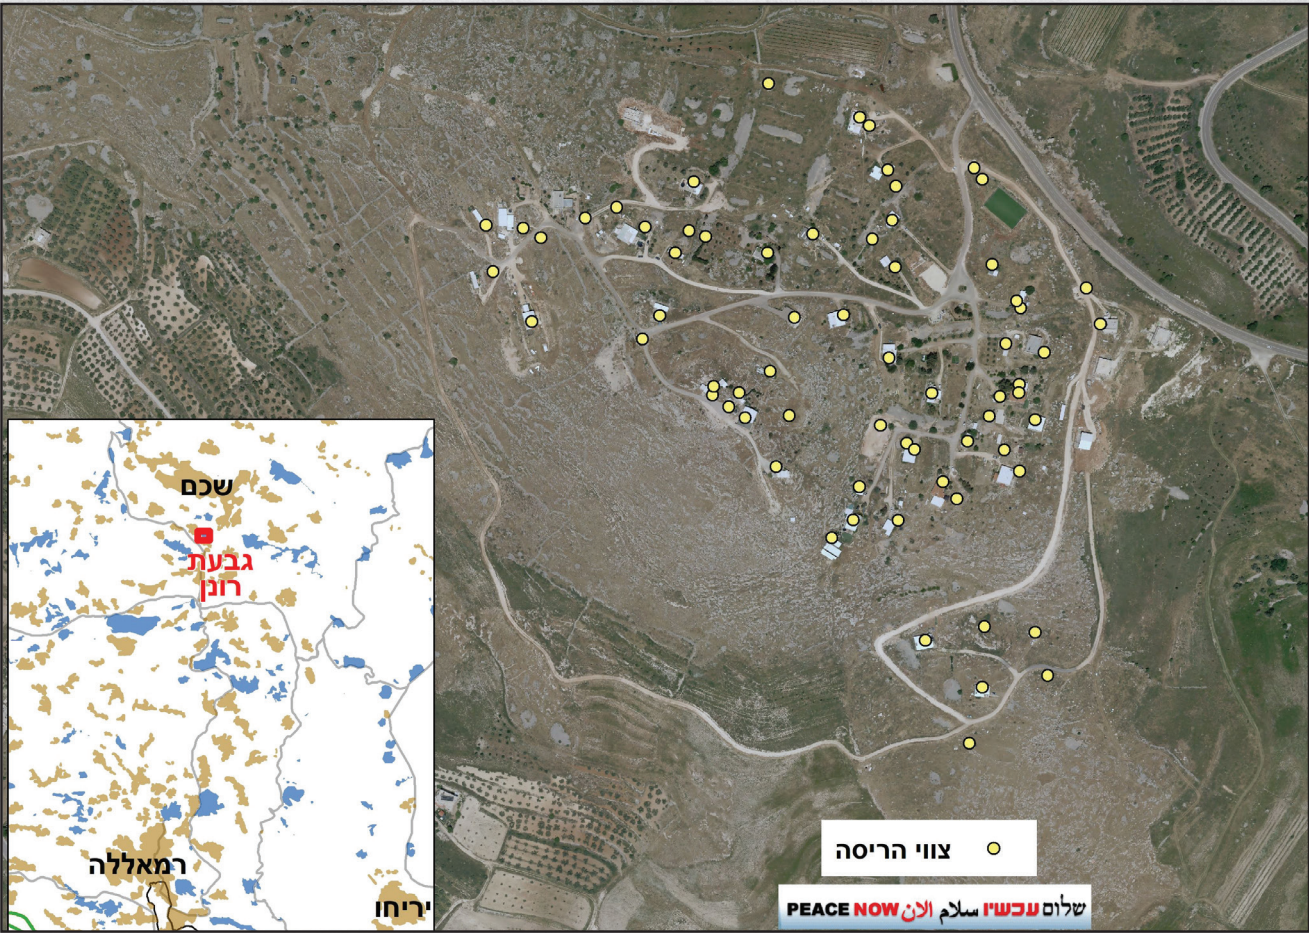 שכם
גבעת
רונן
רמאללה
יריחו
צווי הריסה
שלום עכשיו سلام الان PEACE NOW